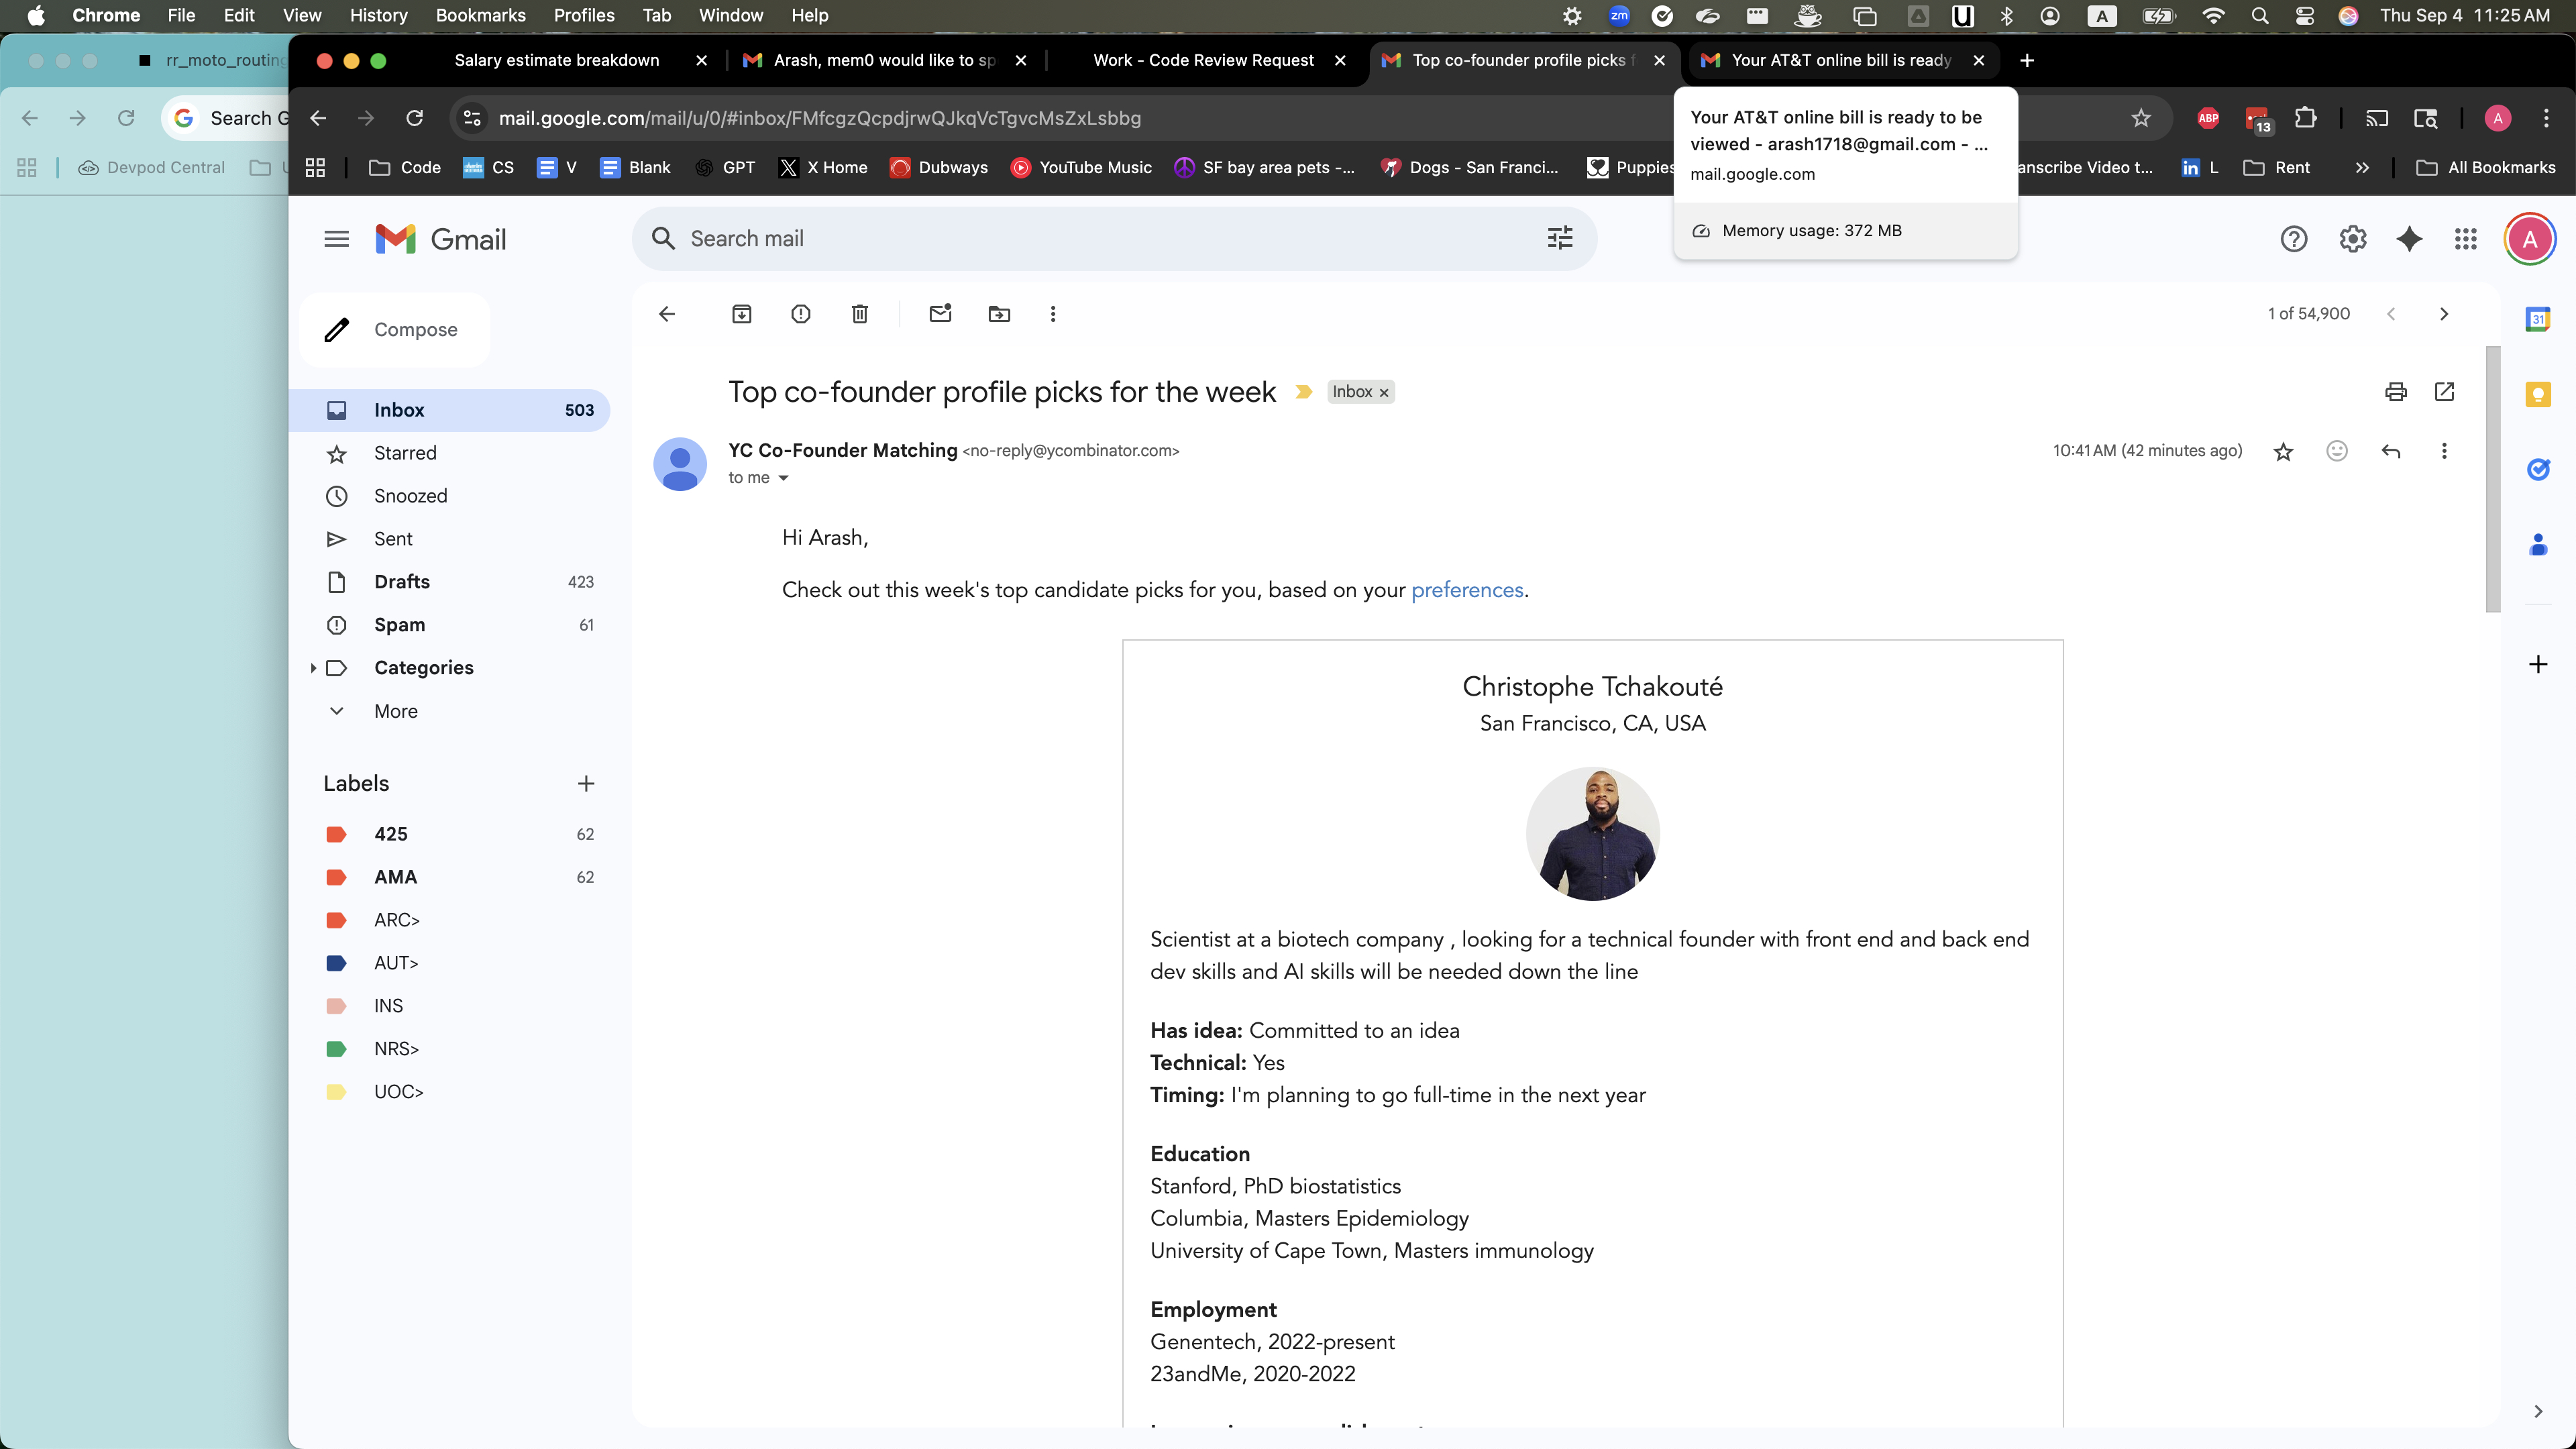 Chrome File Edit View History Bookmarks Profiles Tab Window Help
zm A Thu Sep 4 11:25 AM
rr_moto_routing
Salary estimate breakdown
Arash, mem0 would like to sp
Work - Code Review Request
Top co-founder profile picks f
Your AT&T online bill is ready
Search G
mail.google.com/mail/u/0/#inbox/FMfcgzQcpdjrwQJkqVcTgvcMsZxLsbbg
ABP 13 A
Devpod Central
Code CS V Blank GPT X Home Dubways YouTube Music SF bay area pets -... Dogs - San Franci... Puppies
anscribe Video t... in L Rent All Bookmarks
Your AT&T online bill is ready to be
viewed - arash1718@gmail.com - ...
mail.google.com
Memory usage: 372 MB
Gmail
Search mail
A
Compose
1 of 54,900
31
Inbox 503
Starred
Snoozed
Sent
Drafts 423
Spam 61
Categories
More
Labels
425 62
AMA 62
ARC>
AUT>
INS
NRS>
UOC>
Top co-founder profile picks for the week
Inbox
YC Co-Founder Matching <no-reply@ycombinator.com>
10:41 AM (42 minutes ago)
to me
Hi Arash,
Check out this week's top candidate picks for you, based on your preferences.
Christophe Tchakouté
San Francisco, CA, USA
Scientist at a biotech company , looking for a technical founder with front end and back end
dev skills and AI skills will be needed down the line
Has idea: Committed to an idea
Technical: Yes
Timing: I'm planning to go full-time in the next year
Education
Stanford, PhD biostatistics
Columbia, Masters Epidemiology
University of Cape Town, Masters immunology
Employment
Genentech, 2022-present
23andMe, 2020-2022